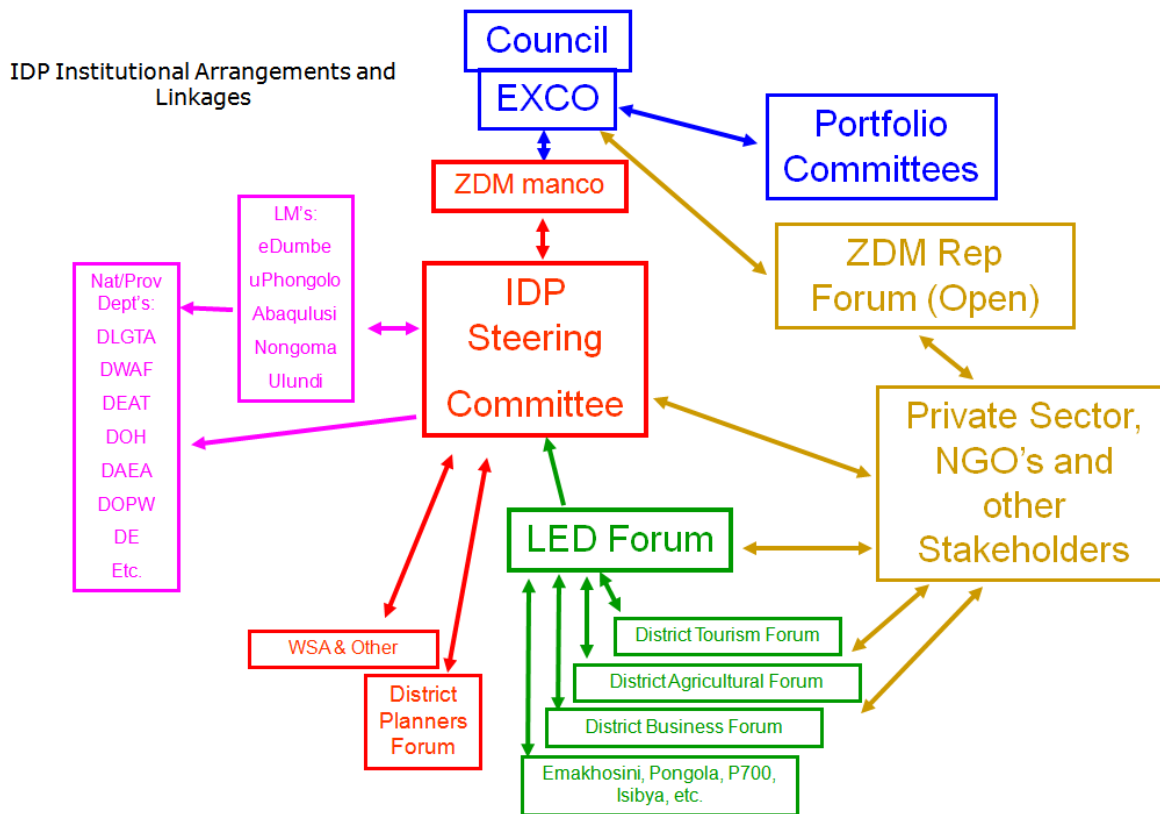 IDP Institutional Arrangements and
Linkages
Council
EXCO
Portfolio
Committees
ZDM manco
ZDM Rep
Forum (Open)
LM's:
eDumbe
uPhongolo
Abaqulusi
Nongoma
Ulundi
Nat/Prov
Dept's:
DLGTA
DWAF
DEAT
DOH
DAEA
DOPW
DE
Etc.
IDP
Steering
Committee
Private Sector,
NGO's and
other
Stakeholders
LED Forum
District Tourism Forum
WSA & Other
District Agricultural Forum
District
Planners
Forum
District Business Forum
Emakhosini, Pongola, P700,
Isibya, etc.